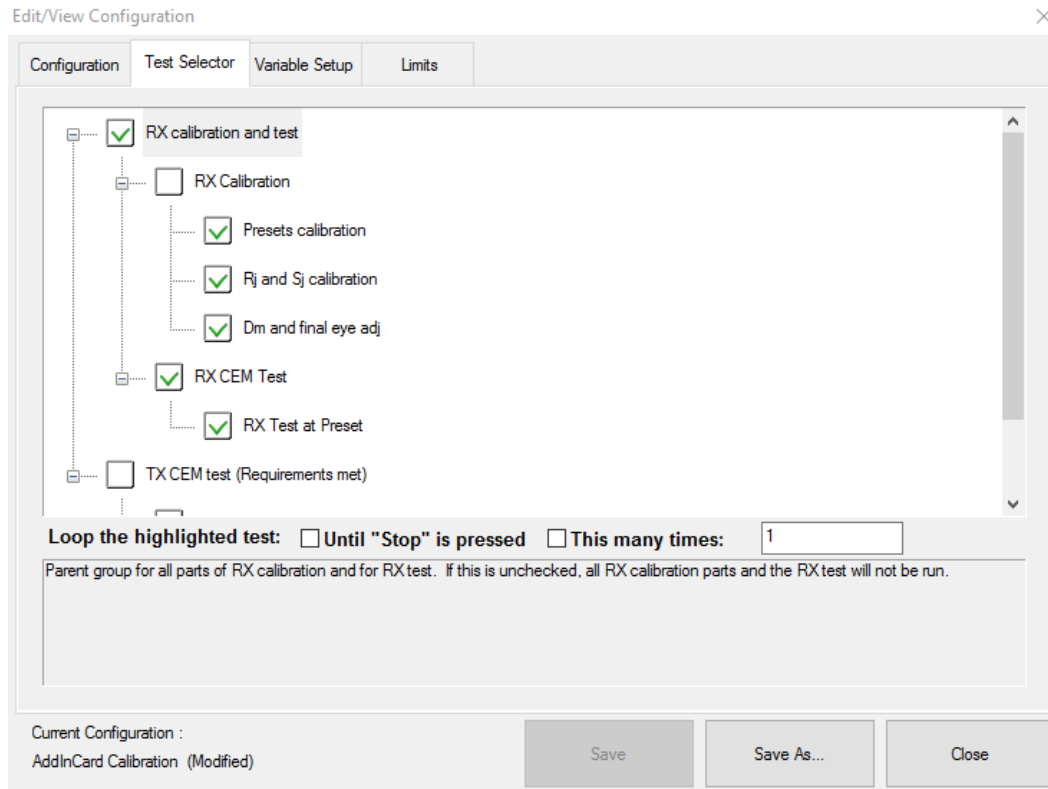 Edit/View Configuration
Configuration Test Selector Variable Setup Limits
RX calibration and test
RX Calibration
Presets calibration
Rj and Sj calibration
Dm and final eye adj
RX CEM Test
RX Test at Preset
TX CEM test (Requirements met)
Loop the highlighted test: Until "Stop" is pressed This many times: 1
Parent group for all parts of RX calibration and for RX test. If this is unchecked, all RX calibration parts and the RX test will not be run.
Current Configuration :
AddInCard Calibration (Modified)
Save Save As... Close